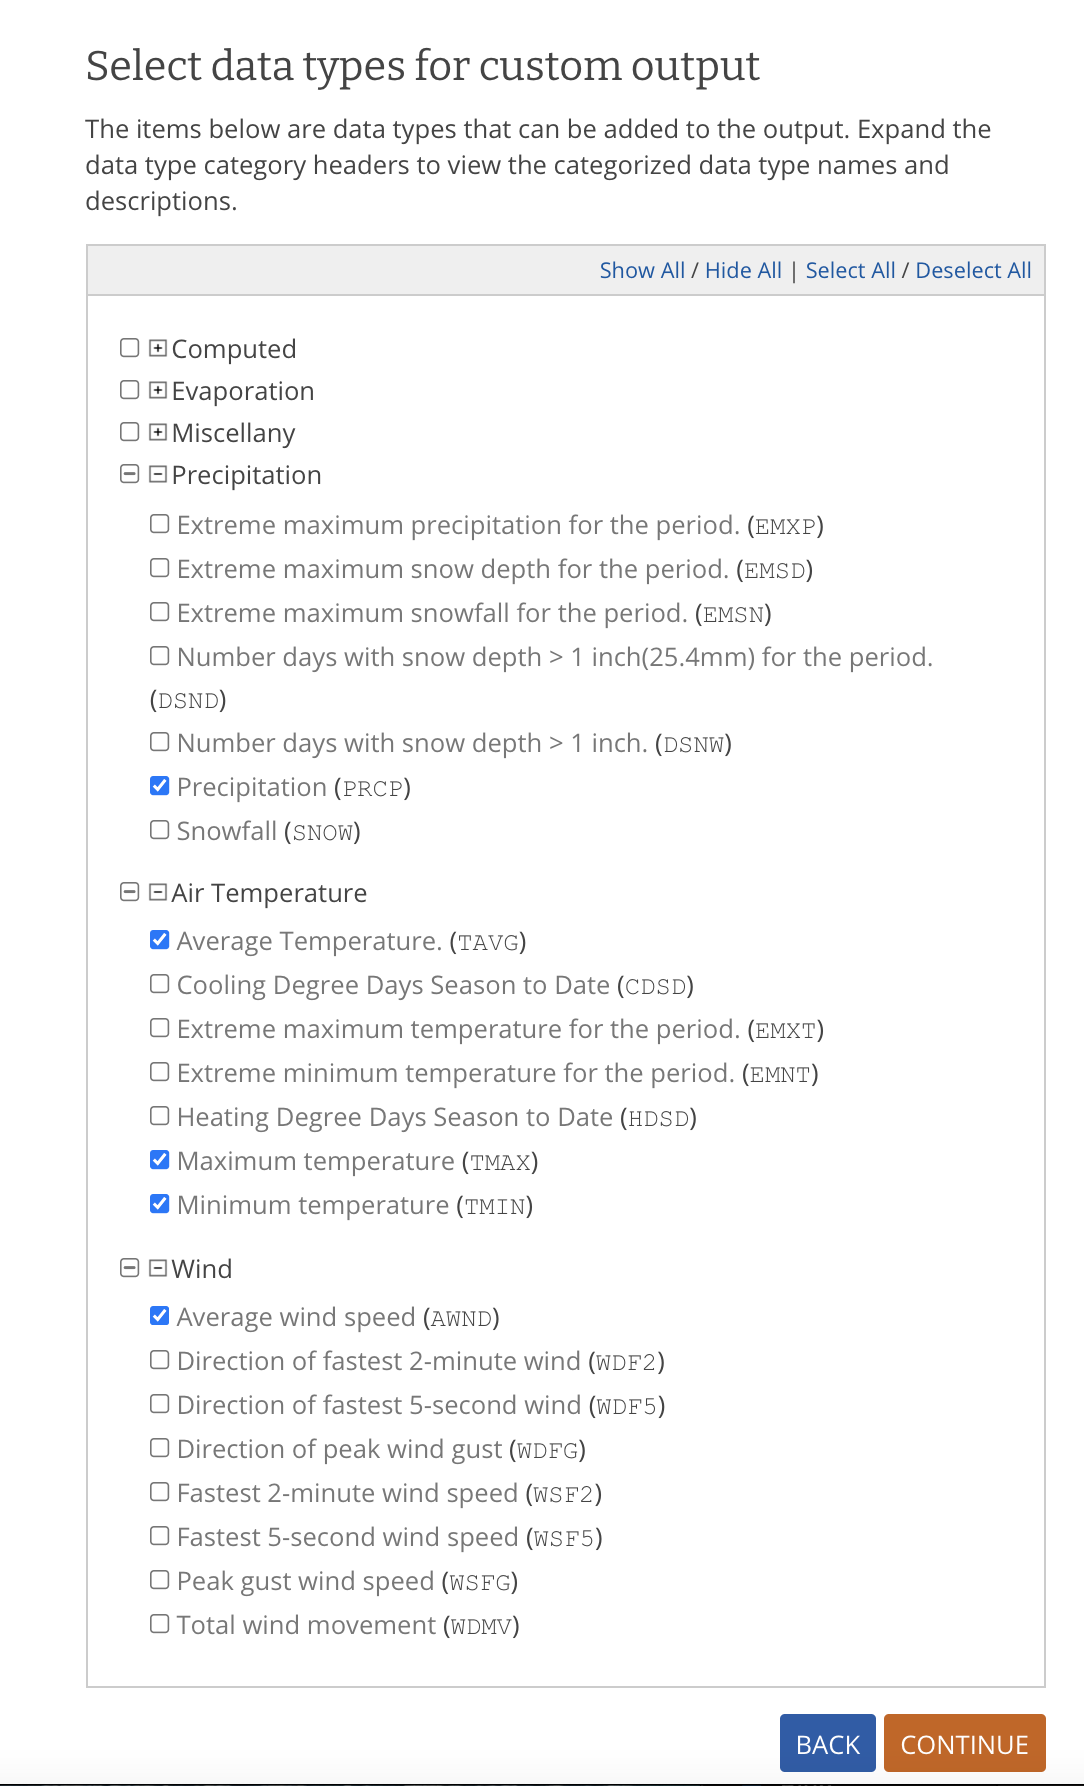 Select data types for custom output
The items below are data types that can be added to the output. Expand the
data type category headers to view the categorized data type names and
descriptions.
Show All / Hide All | Select All / Deselect All
Computed
Evaporation
Miscellany
Precipitation
Extreme maximum precipitation for the period. (EMXP)
Extreme maximum snow depth for the period. (EMSD)
Extreme maximum snowfall for the period. (EMSN)
Number days with snow depth > 1 inch(25.4mm) for the period.
(DSND)
Number days with snow depth > 1 inch. (DSNW)
Precipitation (PRCP)
Snowfall (SNOW)
Air Temperature
Average Temperature. (TAVG)
Cooling Degree Days Season to Date (CDSD)
Extreme maximum temperature for the period. (EMXT)
Extreme minimum temperature for the period. (EMNT)
Heating Degree Days Season to Date (HDSD)
Maximum temperature (TMAX)
Minimum temperature (TMIN)
Wind
Average wind speed (AWND)
Direction of fastest 2-minute wind (WDF2)
Direction of fastest 5-second wind (WDF5)
Direction of peak wind gust (WDFG)
Fastest 2-minute wind speed (WSF2)
Fastest 5-second wind speed (WSF5)
Peak gust wind speed (WSFG)
Total wind movement (WDMV)
BACK CONTINUE